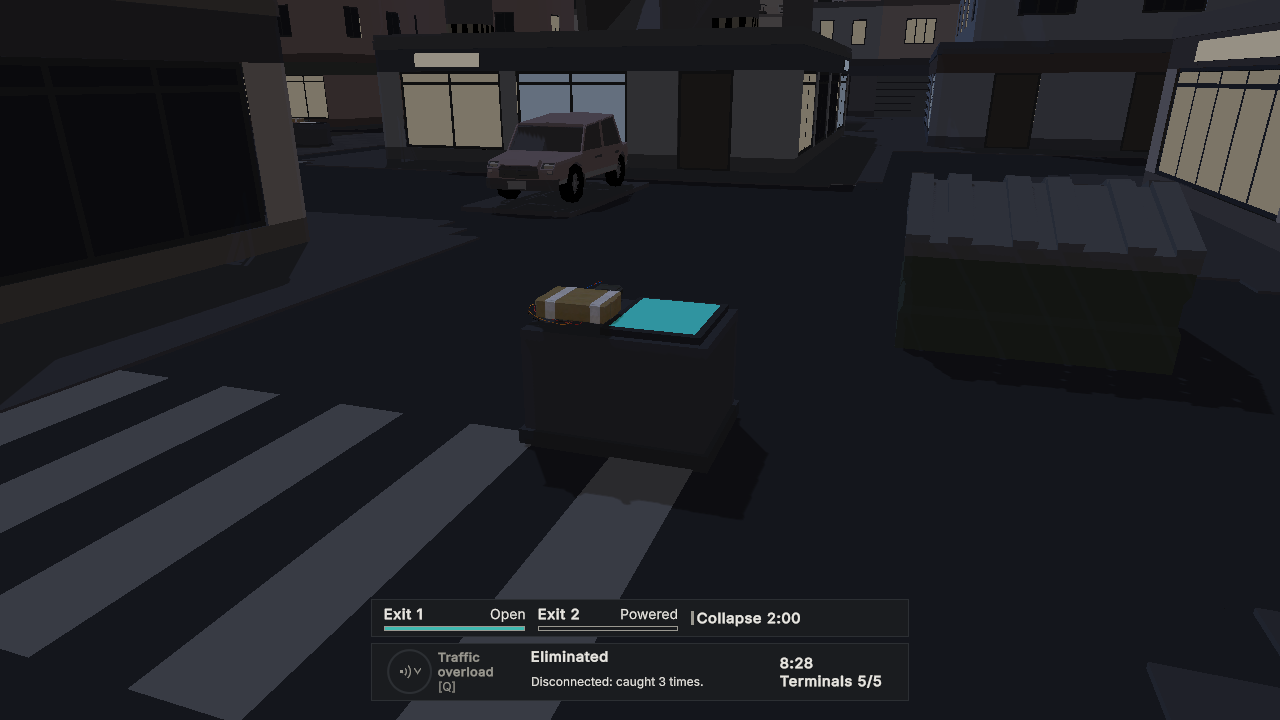 Exit 1 Open Exit 2 Powered Collapse 2:00
Traffic overload [Q]
Eliminated
Disconnected: caught 3 times.
8:28
Terminals 5/5